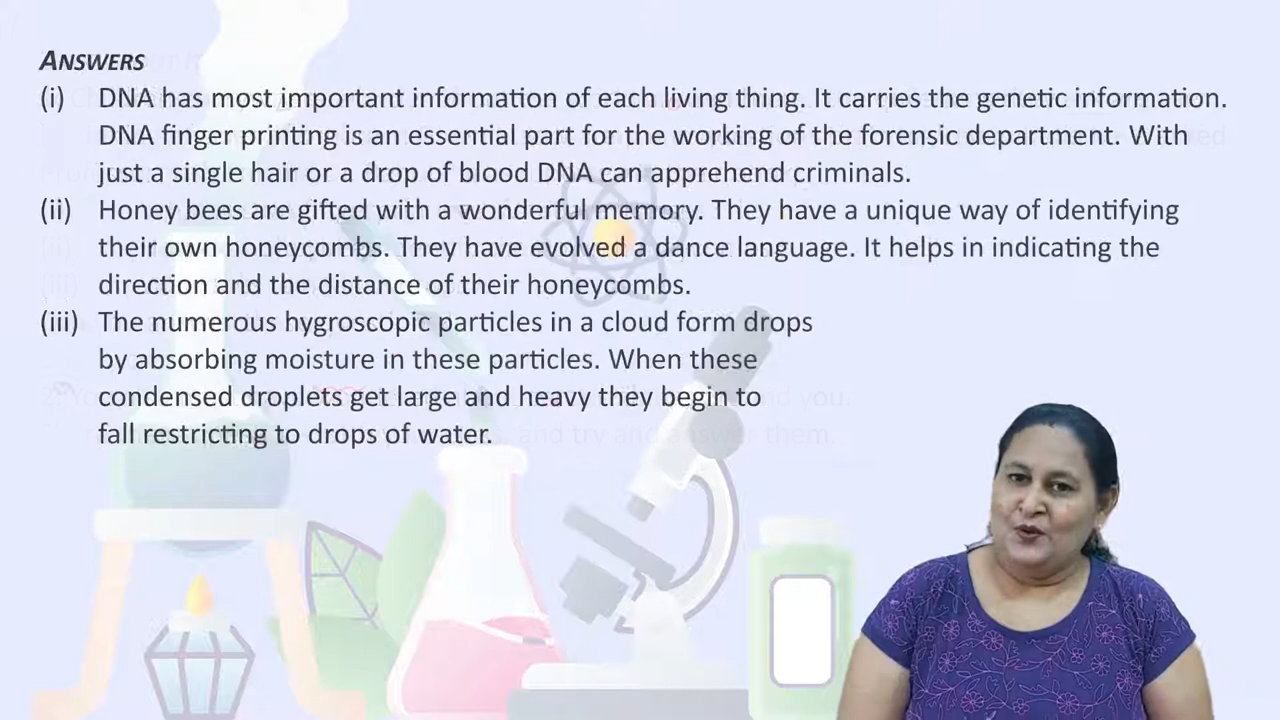 ANSWERS
(i) DNA has most important information of each living thing. It carries the genetic information.
DNA finger printing is an essential part for the working of the forensic department. With
just a single hair or a drop of blood DNA can apprehend criminals.
(ii) Honey bees are gifted with a wonderful memory. They have a unique way of identifying
their own honeycombs. They have evolved a dance language. It helps in indicating the
direction and the distance of their honeycombs.
(iii) The numerous hygroscopic particles in a cloud form drops
by absorbing moisture in these particles. When these
condensed droplets get large and heavy they begin to
fall restricting to drops of water.